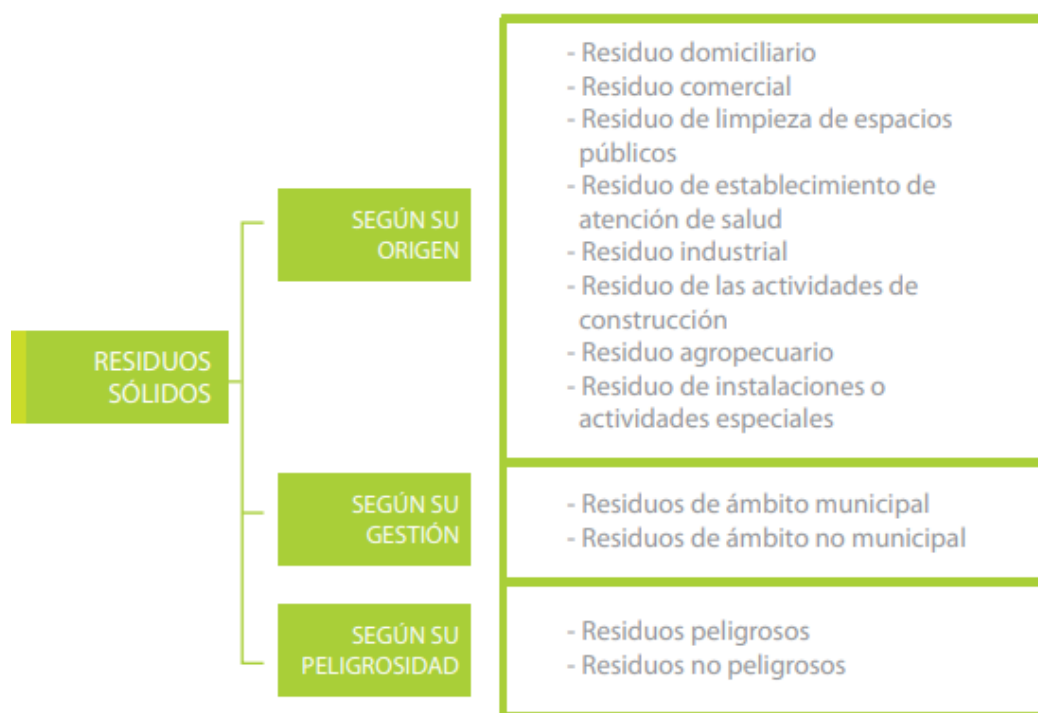 RESIDUOS
SÓLIDOS
SEGÚN SU
ORIGEN
- Residuo domiciliario
- Residuo comercial
- Residuo de limpieza de espacios
públicos
- Residuo de establecimiento de
atención de salud
- Residuo industrial
- Residuo de las actividades de
construcción
- Residuo agropecuario
- Residuo de instalaciones o
actividades especiales
SEGÚN SU
GESTIÓN
- Residuos de ámbito municipal
- Residuos de ámbito no municipal
SEGÚN SU
PELIGROSIDAD
- Residuos peligrosos
- Residuos no peligrosos